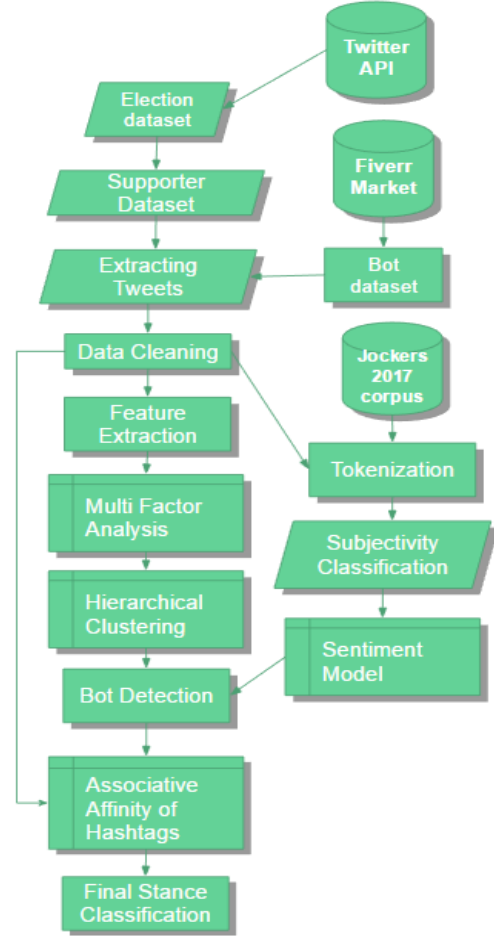 Twitter
API
Election
dataset
Fiverr
Market
Supporter
Dataset
Extracting
Tweets
Bot
dataset
Data Cleaning
Jockers
2017
corpus
Feature
Extraction
Tokenization
Multi Factor
Analysis
Subjectivity
Classification
Hierarchical
Clustering
Sentiment
Model
Bot Detection
Associative
Affinity of
Hashtags
Final Stance
Classification